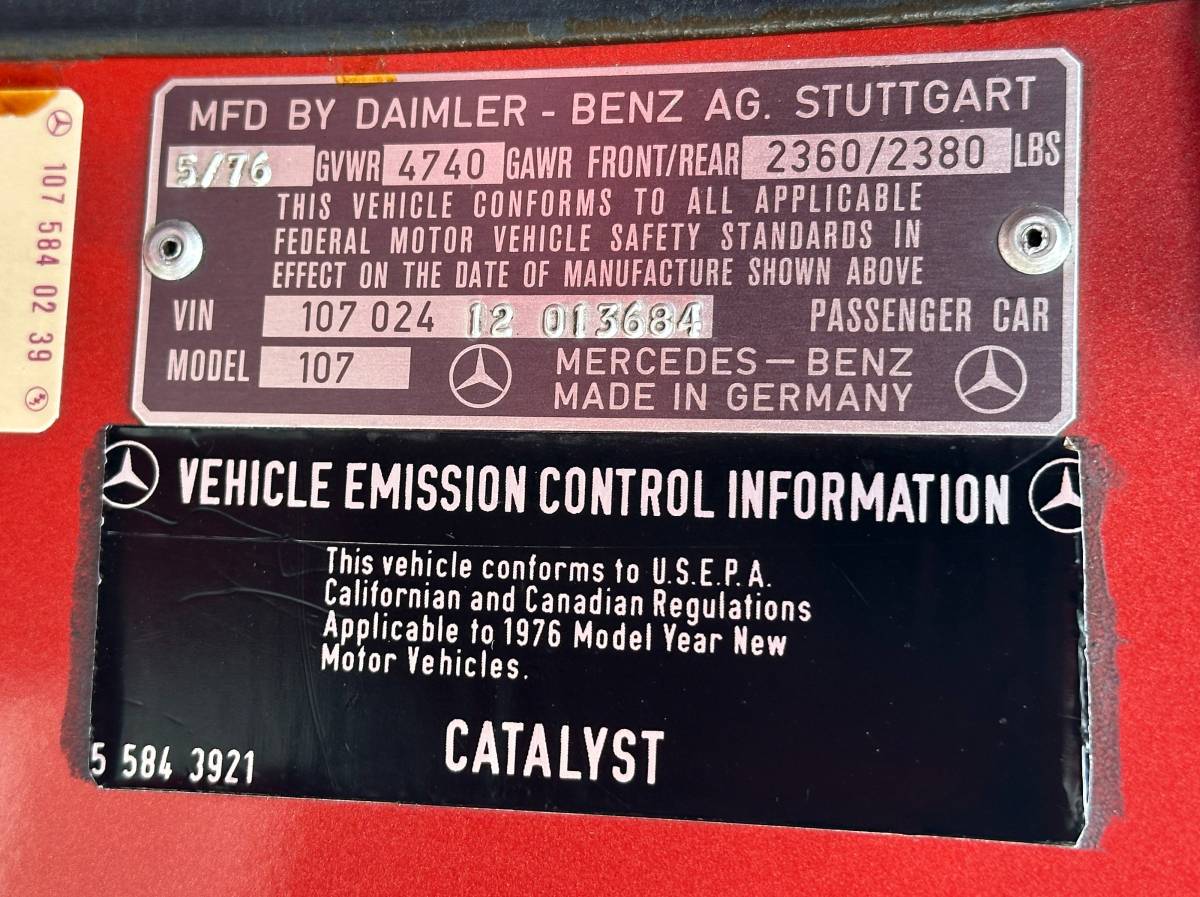 MFD BY DAIMLER - BENZ AG. STUTTGART
5/76 GVWR 4740 GAWR FRONT/REAR 2360/2380 LBS
THIS VEHICLE CONFORMS TO ALL APPLICABLE
FEDERAL MOTOR VEHICLE SAFETY STANDARDS IN
EFFECT ON THE DATE OF MANUFACTURE SHOWN ABOVE
VIN 107 024 12 013684 PASSENGER CAR
MODEL 107 MERCEDES-BENZ
MADE IN GERMANY
107 584 02 39
VEHICLE EMISSION CONTROL INFORMATION
This vehicle conforms to U.S.E.P.A.
Californian and Canadian Regulations
Applicable to 1976 Model Year New
Motor Vehicles.
CATALYST
5 584 3921